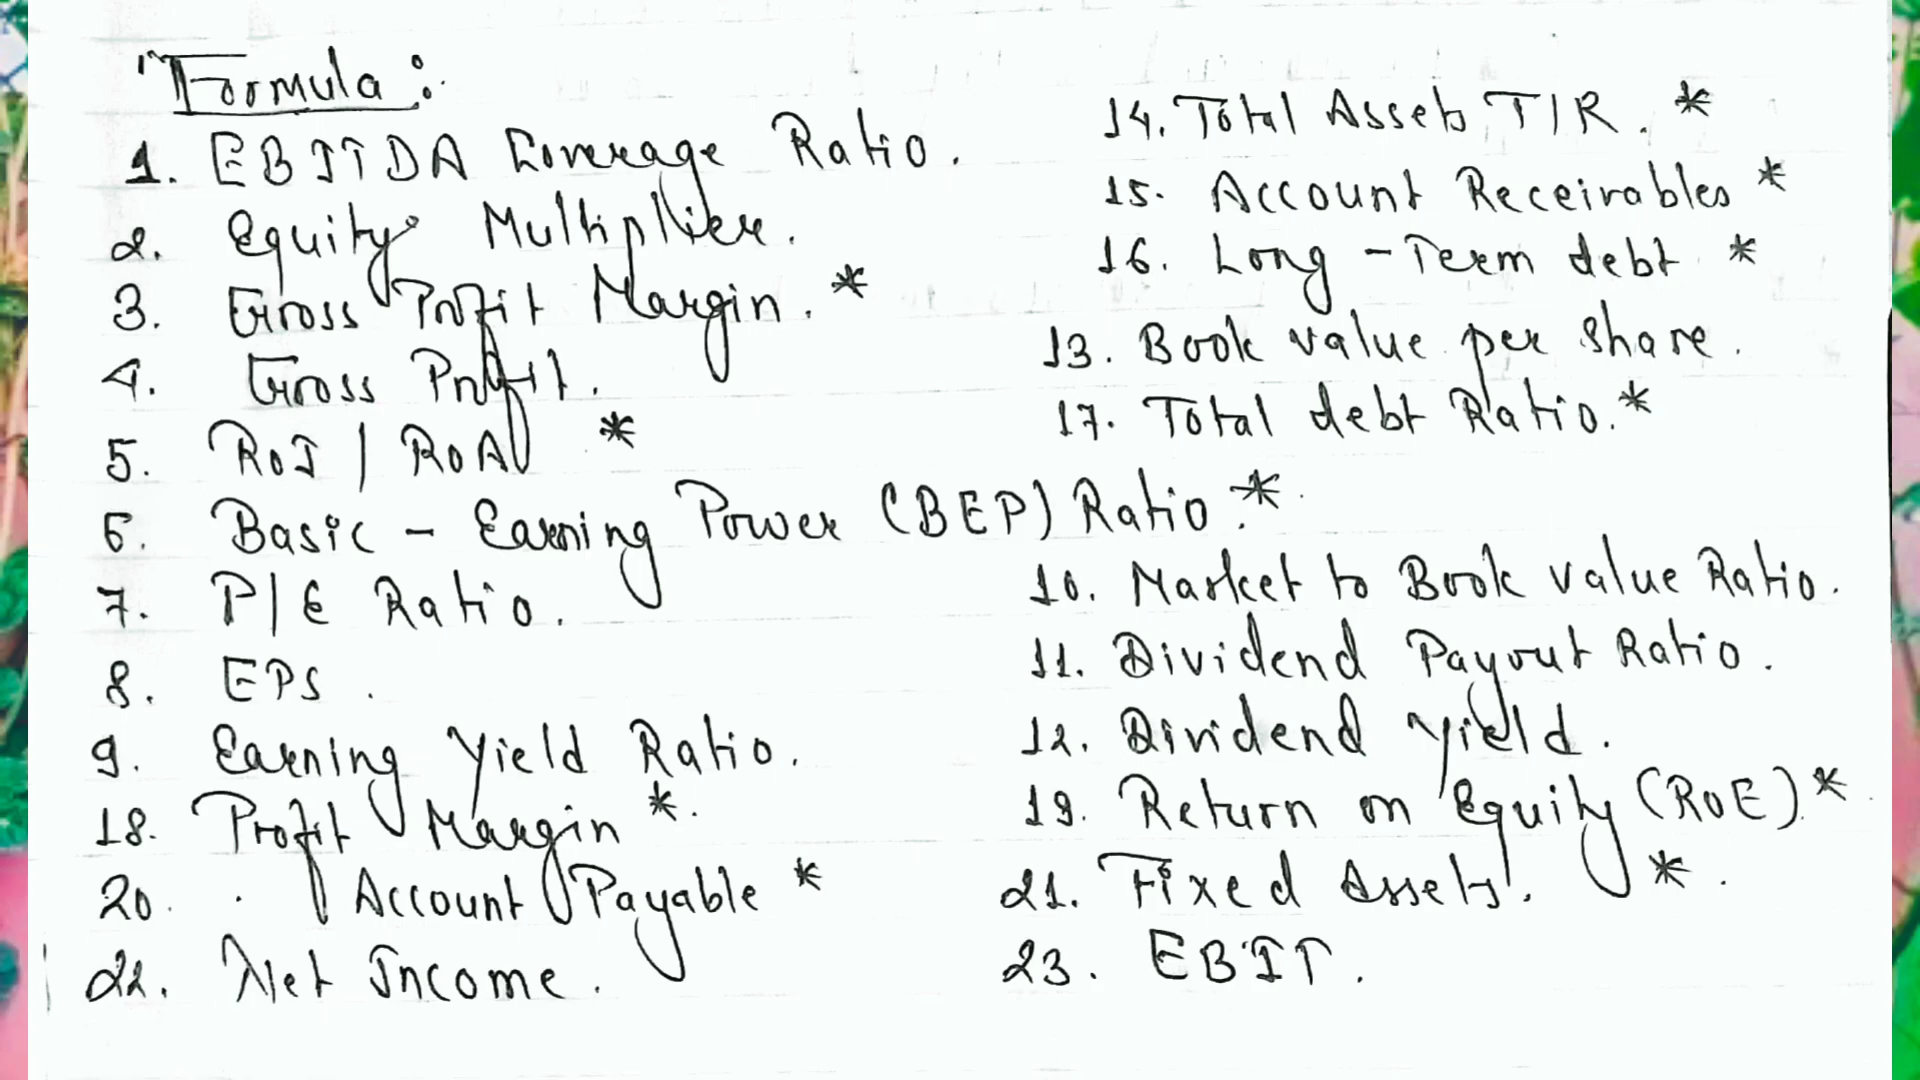 "Formula :
1. EBITDA Coverage Ratio.
2. Equity Multiplier.
3. Gross Profit Margin. *
4. Gross Profit.
5. ROI / ROA *
6. Basic - Earning Power (BEP) Ratio. *
7. P/E Ratio.
8. EPS.
9. Earning Yield Ratio.
18. Profit Margin *.
20. Account Payable *
22. Net Income.
14. Total Assets T/R. *
15. Account Receivables *
16. Long - Term debt *
13. Book value per share.
17. Total debt Ratio. *
10. Market to Book value Ratio.
11. Dividend Payout Ratio.
12. Dividend Yield.
19. Return on Equity (ROE) *
21. Fixed Assets. *.
23. EBIT.